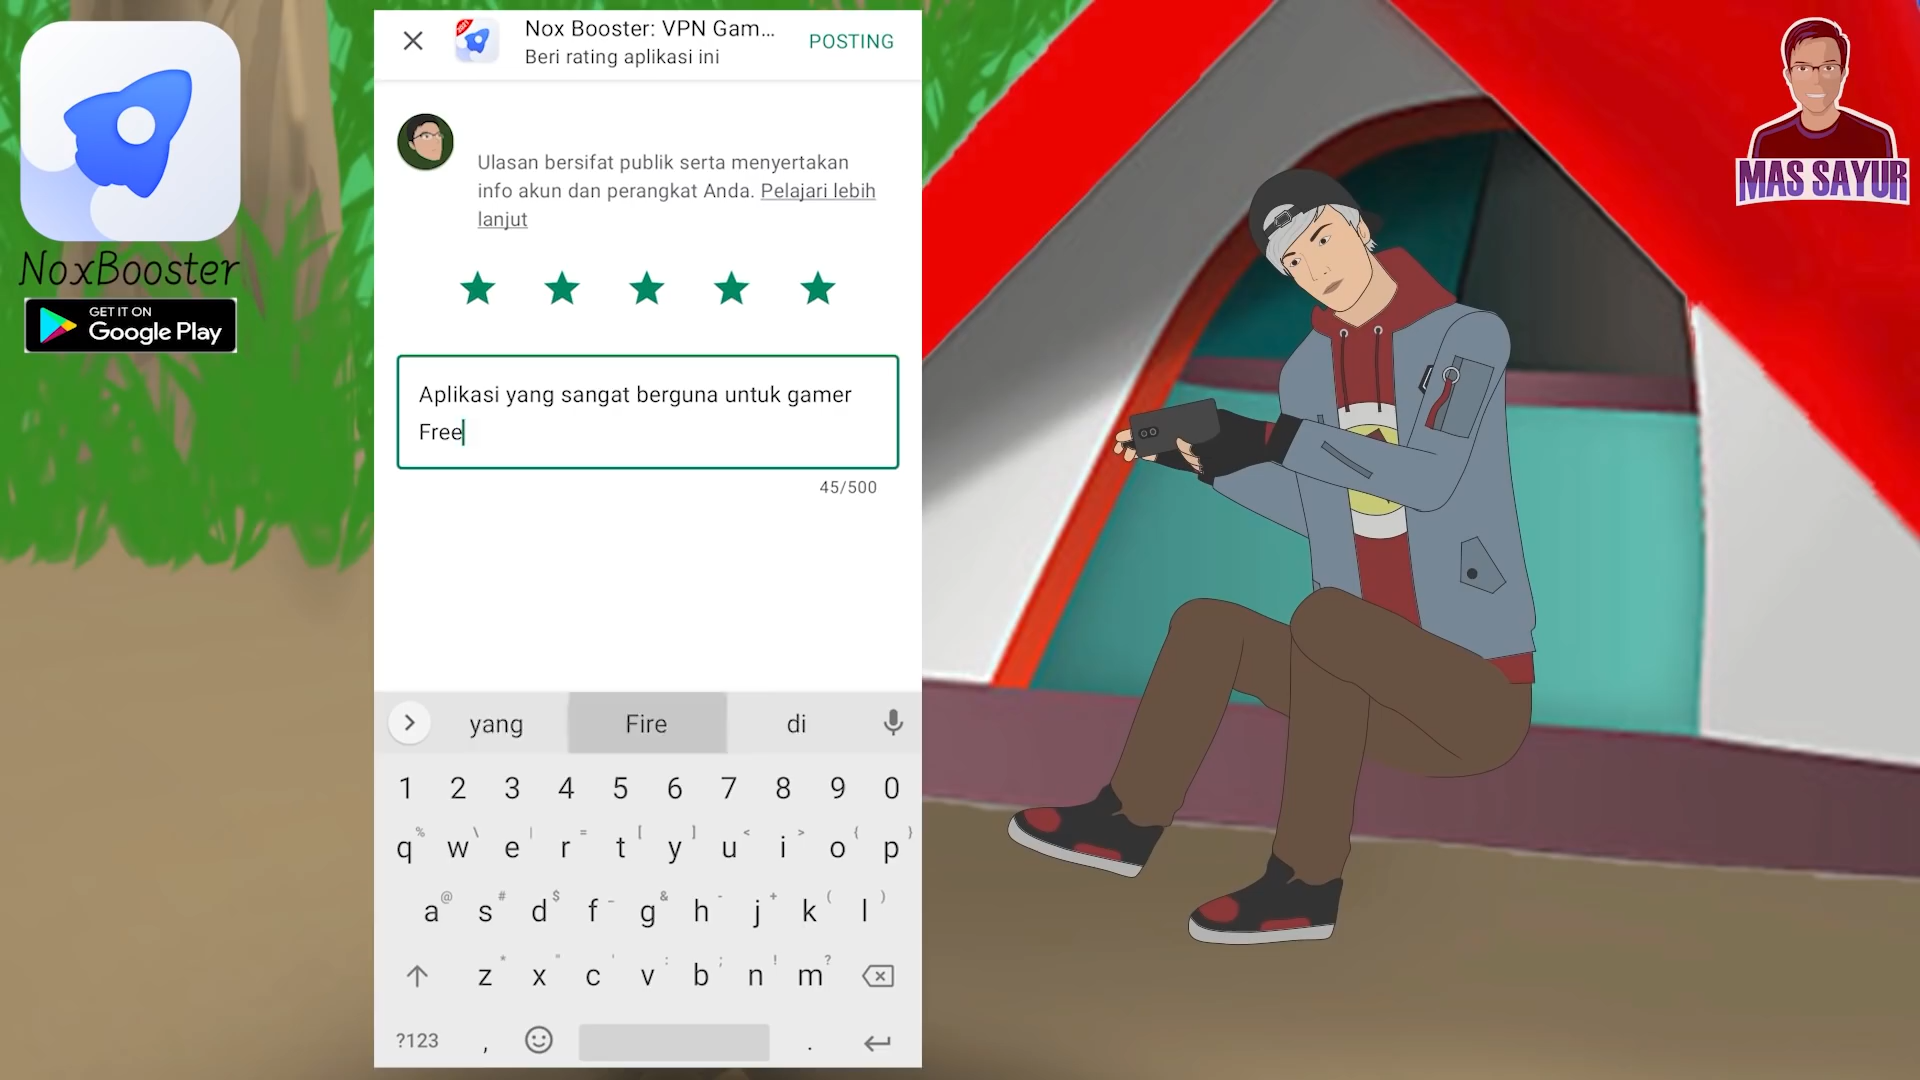 NoxBooster
GET IT ON
Google Play
Nox Booster: VPN Gam...
Beri rating aplikasi ini
POSTING
Ulasan bersifat publik serta menyertakan
info akun dan perangkat Anda. Pelajari lebih
lanjut
Aplikasi yang sangat berguna untuk gamer
Free
45/500
yang Fire di
1 2 3 4 5 6 7 8 9 0
% \ | = [ ] < > { }
q w e r t y u i o p
@ # $ _ & - + ( )
a s d f g h j k l
* " ' : ; ! ?
z x c v b n m
?123 , .
MAS SAYUR